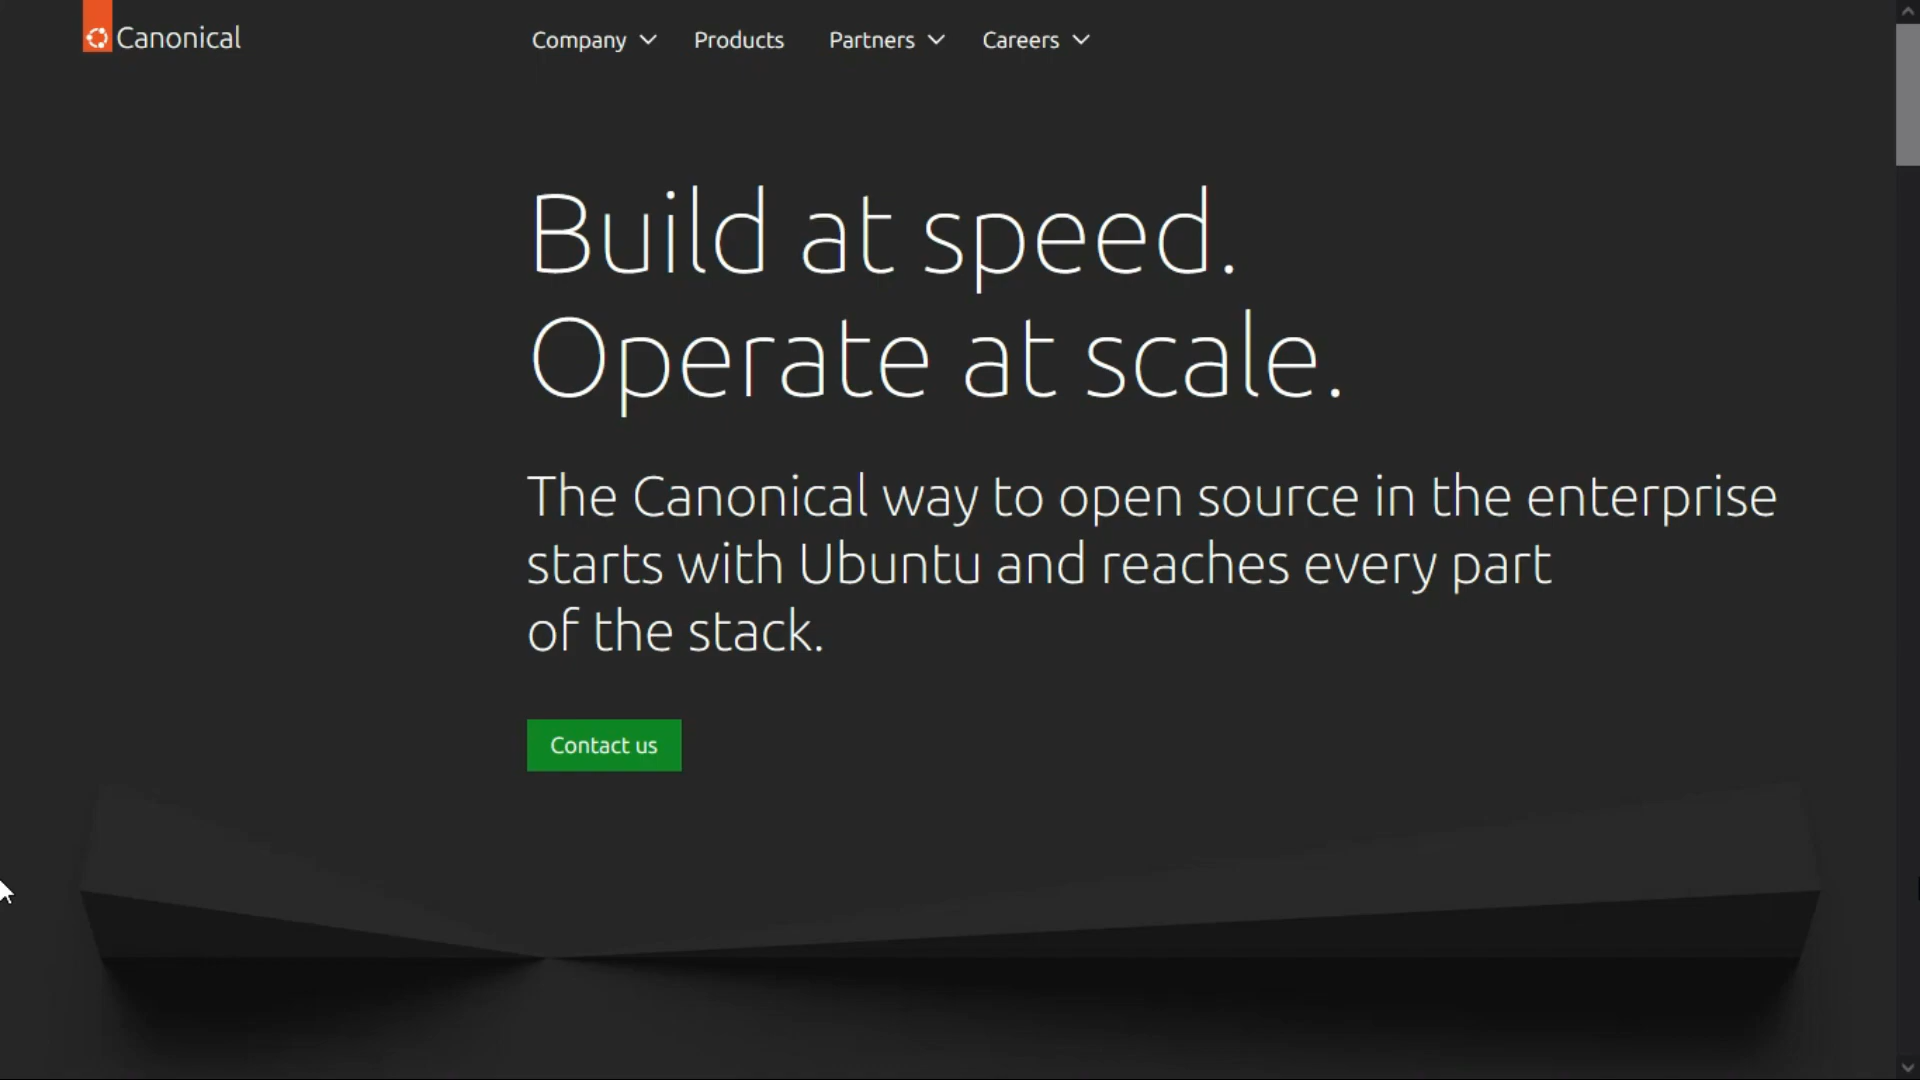 Canonical
Company Products Partners Careers
Build at speed.
Operate at scale.
The Canonical way to open source in the enterprise
starts with Ubuntu and reaches every part
of the stack.
Contact us